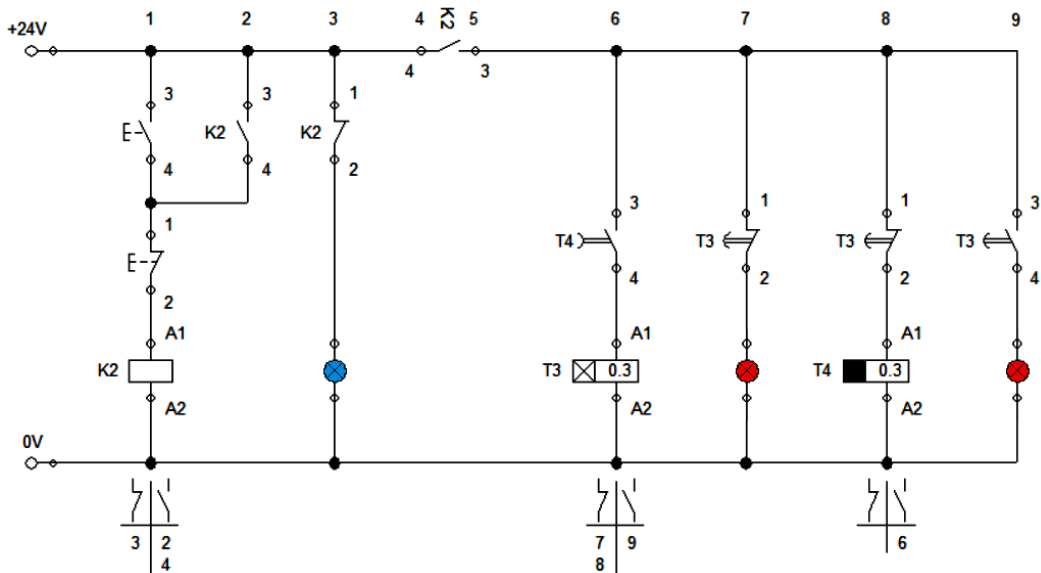 1 2 3 4 K2 5 6 7 8 9
+24V
4 3
3 3 1
K2 K2
4 4 2
1
2
3 1 1 3
T4 T3 T3 T3
4 2 2 4
A1 A1 A1
K2 T3 0.3 T4 0.3
A2 A2 A2
0V
3 2 7 9 6
4 8